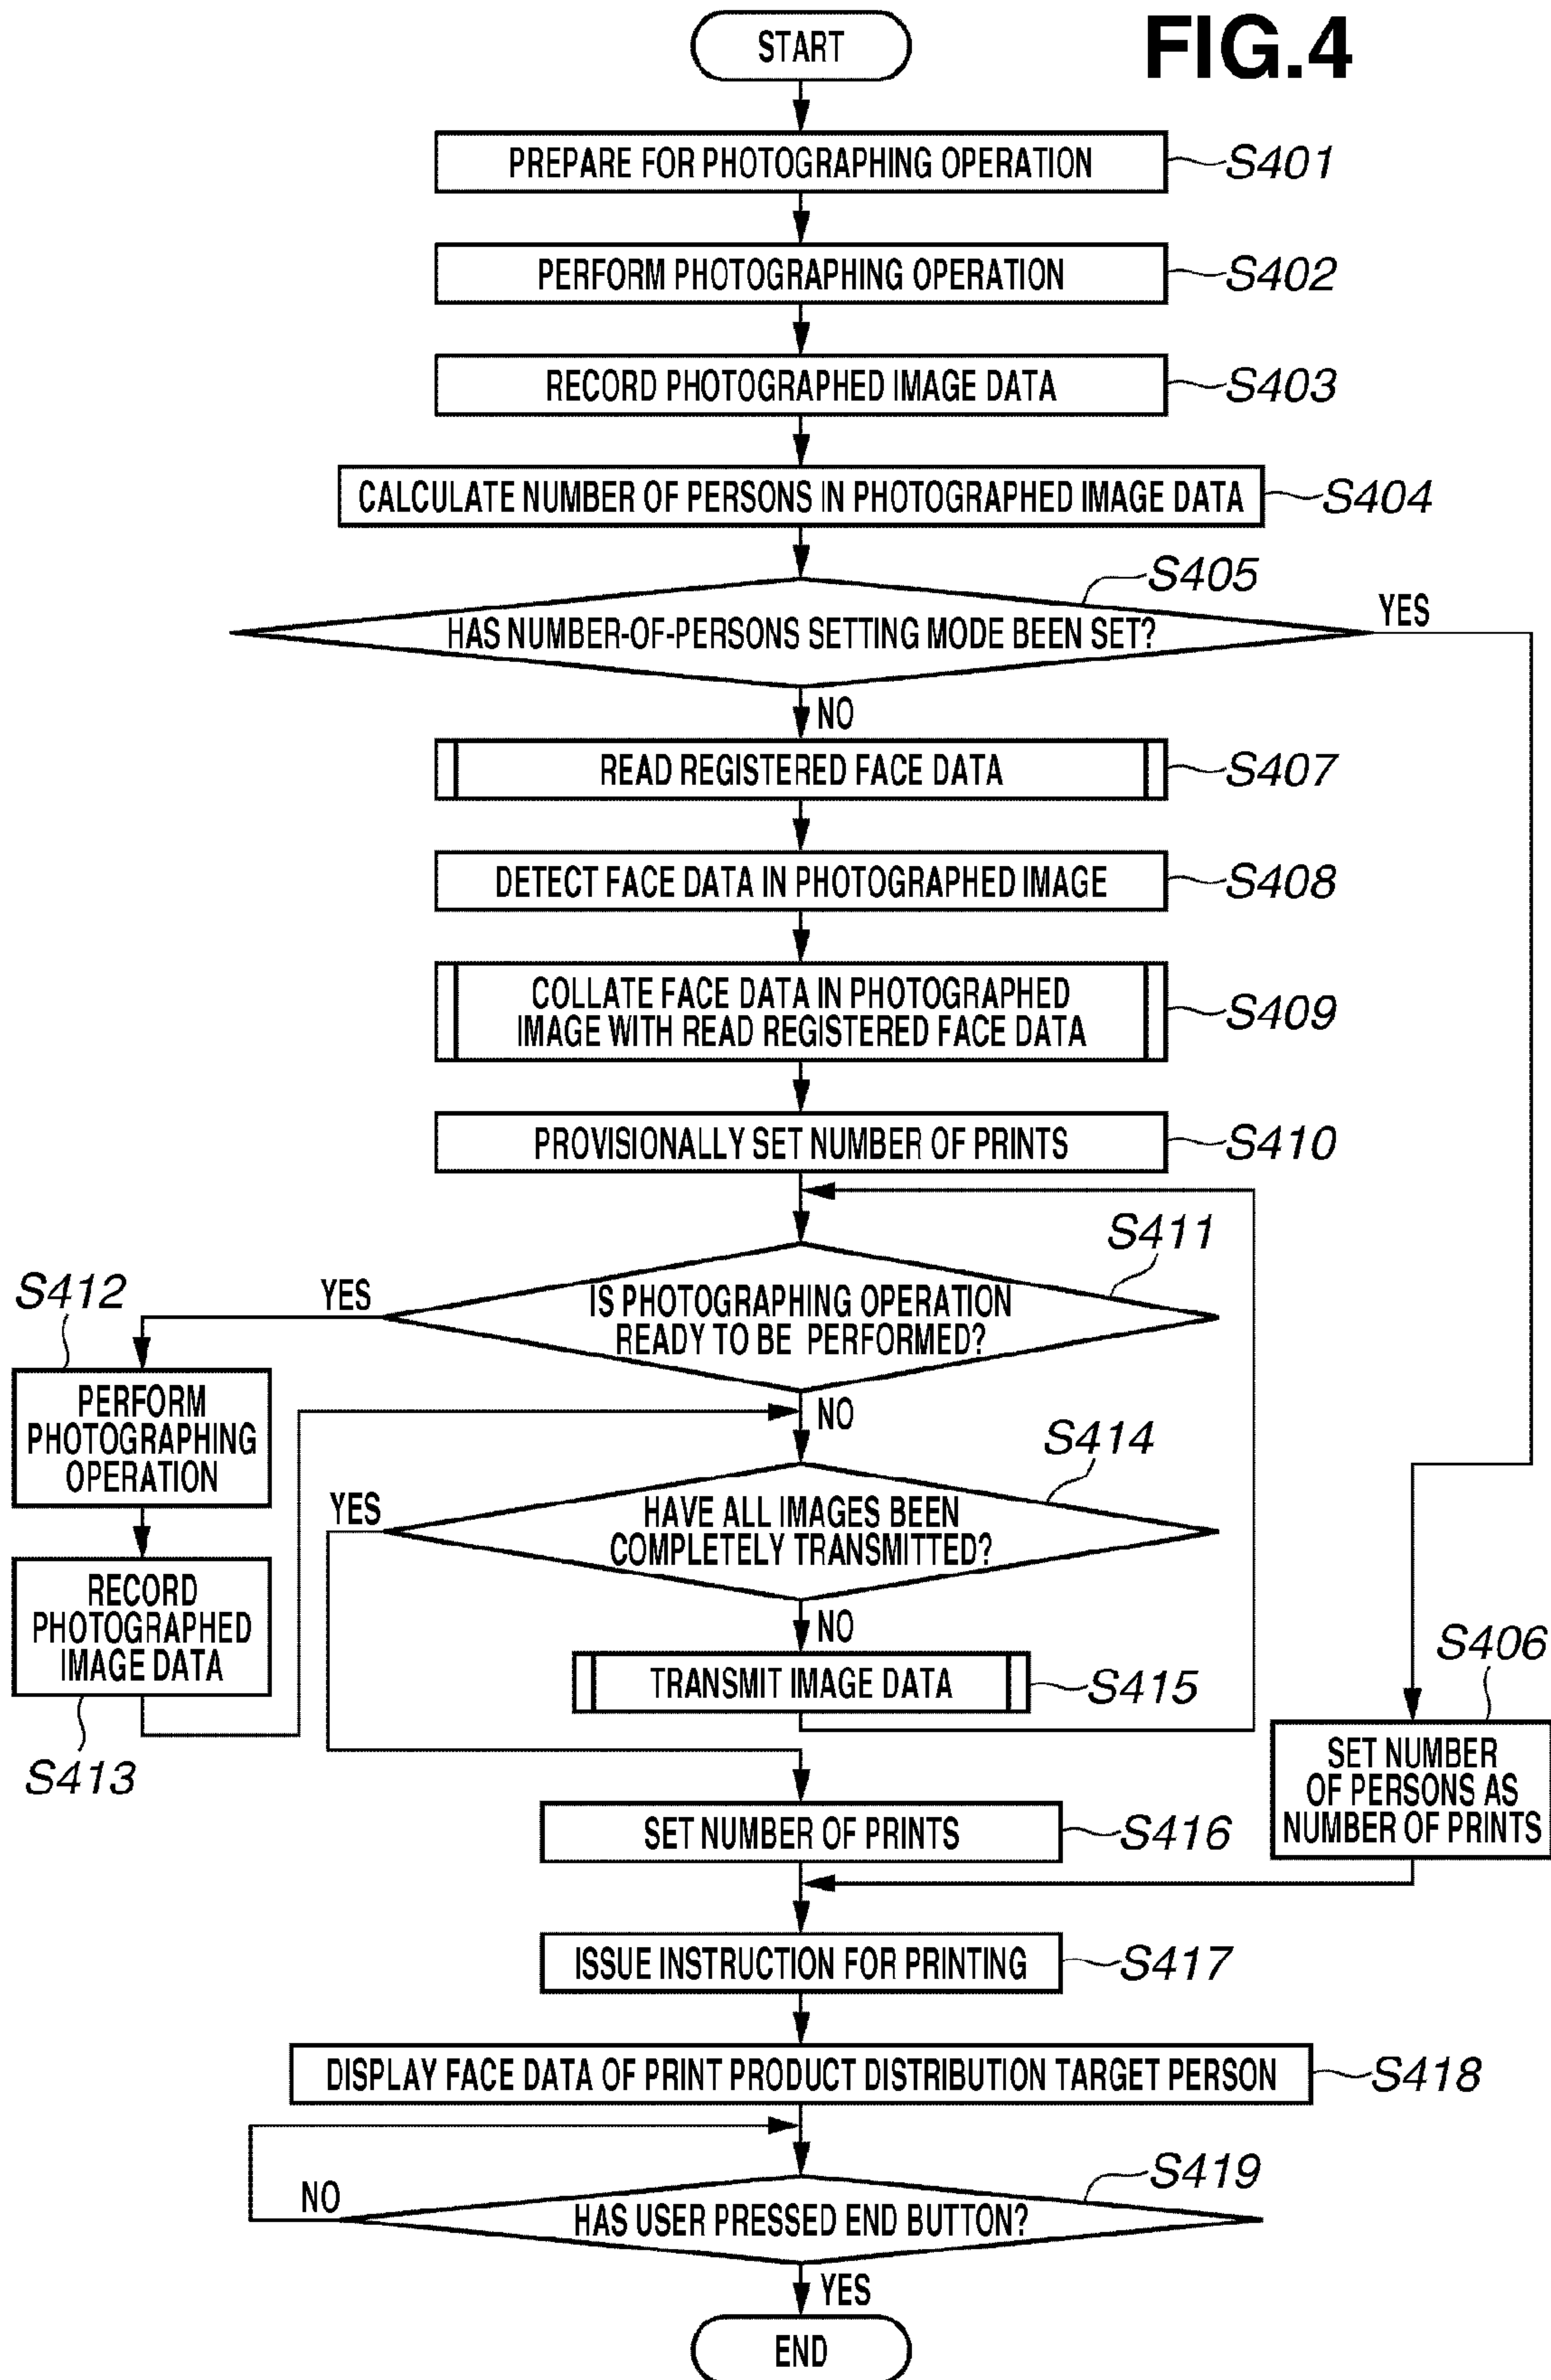 FIG.4
START
PREPARE FOR PHOTOGRAPHING OPERATION
S401
PERFORM PHOTOGRAPHING OPERATION
S402
RECORD PHOTOGRAPHED IMAGE DATA
S403
CALCULATE NUMBER OF PERSONS IN PHOTOGRAPHED IMAGE DATA
S404
S405
HAS NUMBER-OF-PERSONS SETTING MODE BEEN SET?
YES
NO
READ REGISTERED FACE DATA
S407
DETECT FACE DATA IN PHOTOGRAPHED IMAGE
S408
COLLATE FACE DATA IN PHOTOGRAPHED
IMAGE WITH READ REGISTERED FACE DATA
S409
PROVISIONALLY SET NUMBER OF PRINTS
S410
S411
IS PHOTOGRAPHING OPERATION
READY TO BE PERFORMED?
YES
S412
PERFORM
PHOTOGRAPHING
OPERATION
NO
RECORD
PHOTOGRAPHED
IMAGE DATA
S413
S414
HAVE ALL IMAGES BEEN
COMPLETELY TRANSMITTED?
YES
NO
TRANSMIT IMAGE DATA
S415
S406
SET NUMBER
OF PERSONS AS
NUMBER OF PRINTS
SET NUMBER OF PRINTS
S416
ISSUE INSTRUCTION FOR PRINTING
S417
DISPLAY FACE DATA OF PRINT PRODUCT DISTRIBUTION TARGET PERSON
S418
S419
HAS USER PRESSED END BUTTON?
NO
YES
END